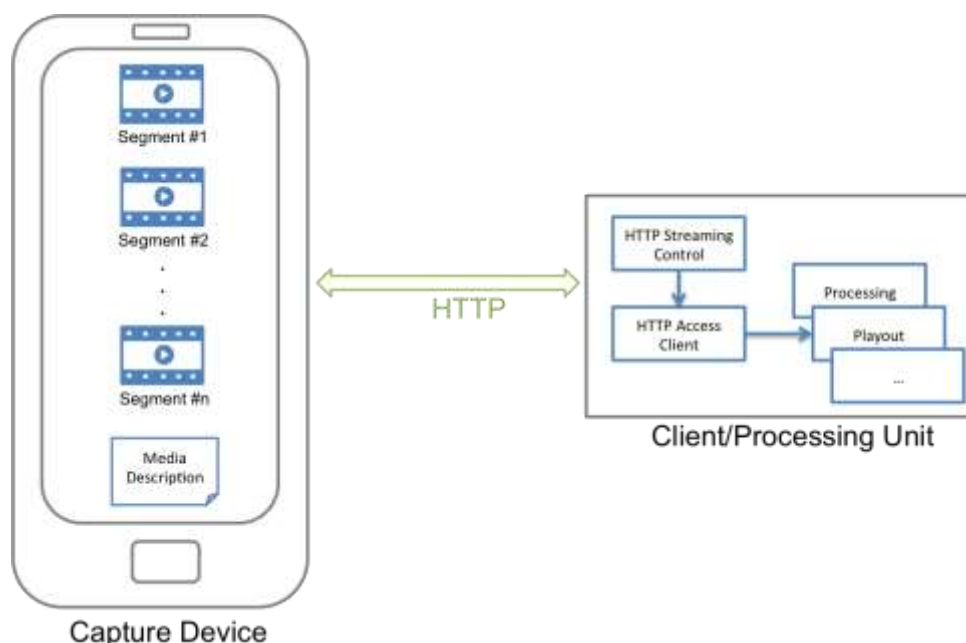 Segment #1
Segment #2
.
.
.
Segment #n
Media
Description
Capture Device
HTTP
HTTP Streaming
Control
HTTP Access
Client
Processing
Playout
...
Client/Processing Unit